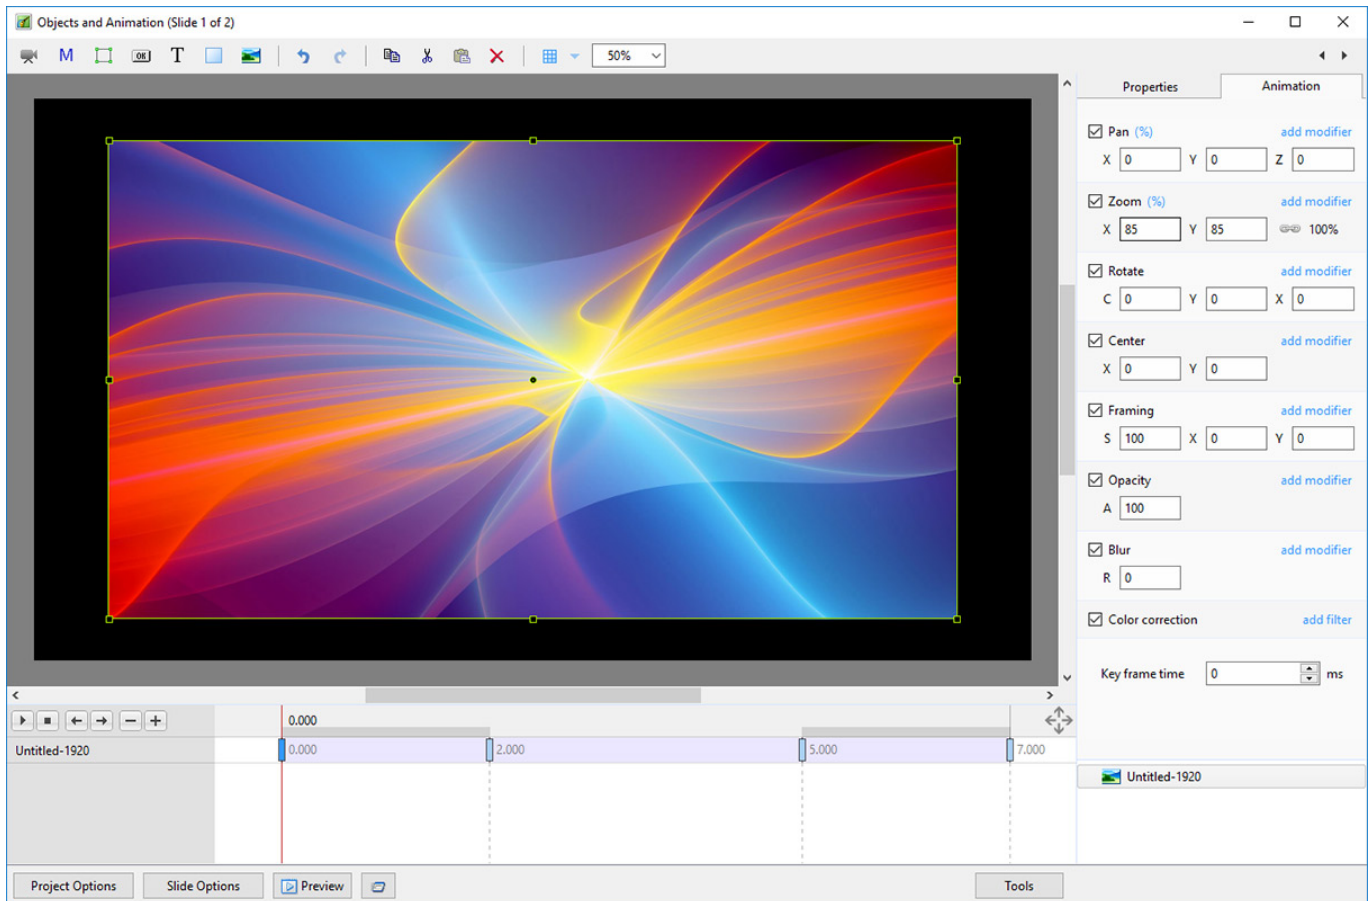 Objects and Animation (Slide 1 of 2)
M OK T 50%
Properties Animation
Pan (%) add modifier
X 0 Y 0 Z 0
Zoom (%) add modifier
X 85 Y 85 100%
Rotate add modifier
C 0 Y 0 X 0
Center add modifier
X 0 Y 0
Framing add modifier
S 100 X 0 Y 0
Opacity add modifier
A 100
Blur add modifier
R 0
Color correction add filter
Key frame time 0 ms
0.000
Untitled-1920 0.000 2.000 5.000 7.000
Untitled-1920
Project Options Slide Options Preview Tools